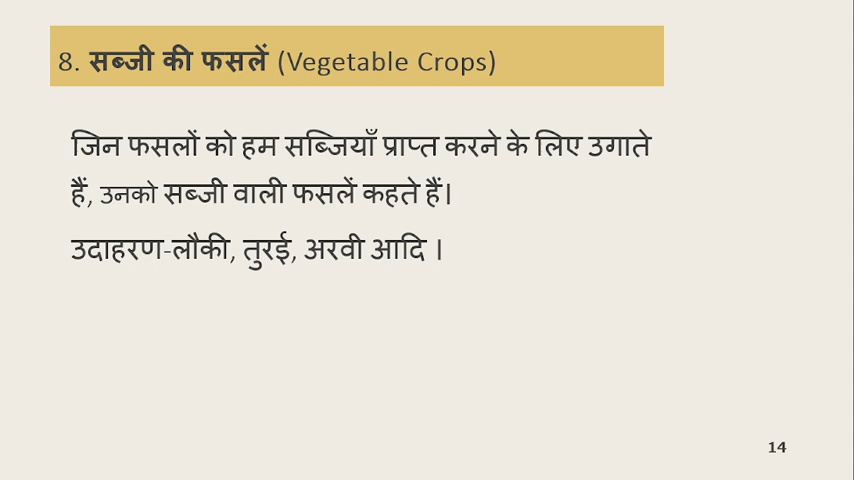 8. सब्जी की फसलें (Vegetable Crops)
जिन फसलों को हम सब्जियाँ प्राप्त करने के लिए उगाते
हैं, उनको सब्जी वाली फसलें कहते हैं।
उदाहरण-लौकी, तुरई, अरवी आदि ।
14